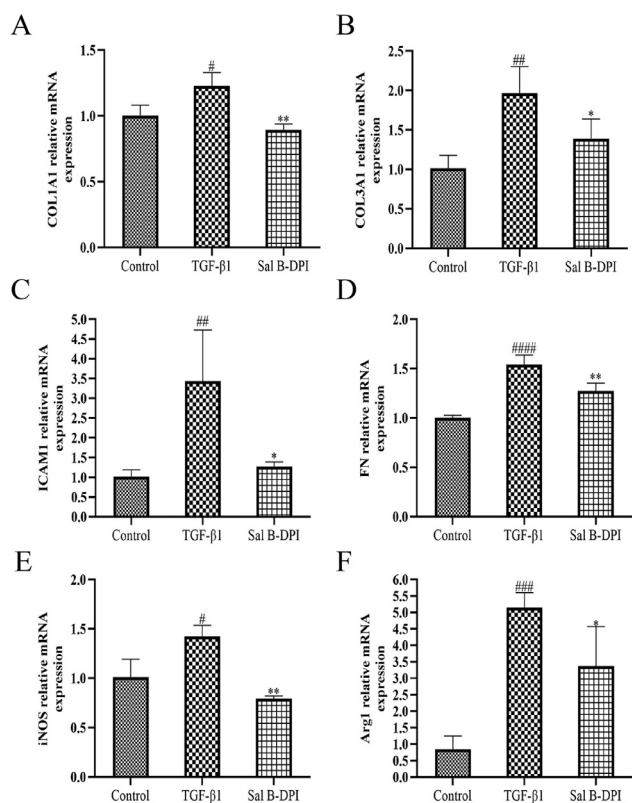 A
COL1A1 relative mRNA
expression
1.5
1.0
0.5
0.0
#
**
Control TGF-β1 Sal B-DPI
B
COL3A1 relative mRNA
expression
2.5
2.0
1.5
1.0
0.5
0.0
##
*
Control TGF-β1 Sal B-DPI
C
ICAM1 relative mRNA
expression
5.0
4.5
4.0
3.5
3.0
2.5
2.0
1.5
1.0
0.5
0.0
##
*
Control TGF-β1 Sal B-DPI
D
FN relative mRNA
expression
2.0
1.5
1.0
0.5
0.0
####
**
Control TGF-β1 Sal B-DPI
E
iNOS relative mRNA
expression
2.0
1.5
1.0
0.5
0.0
#
**
Control TGF-β1 Sal B-DPI
F
Arg1 relative mRNA
expression
6.0
5.5
5.0
4.5
4.0
3.5
3.0
2.5
2.0
1.5
1.0
0.5
0.0
###
*
Control TGF-β1 Sal B-DPI